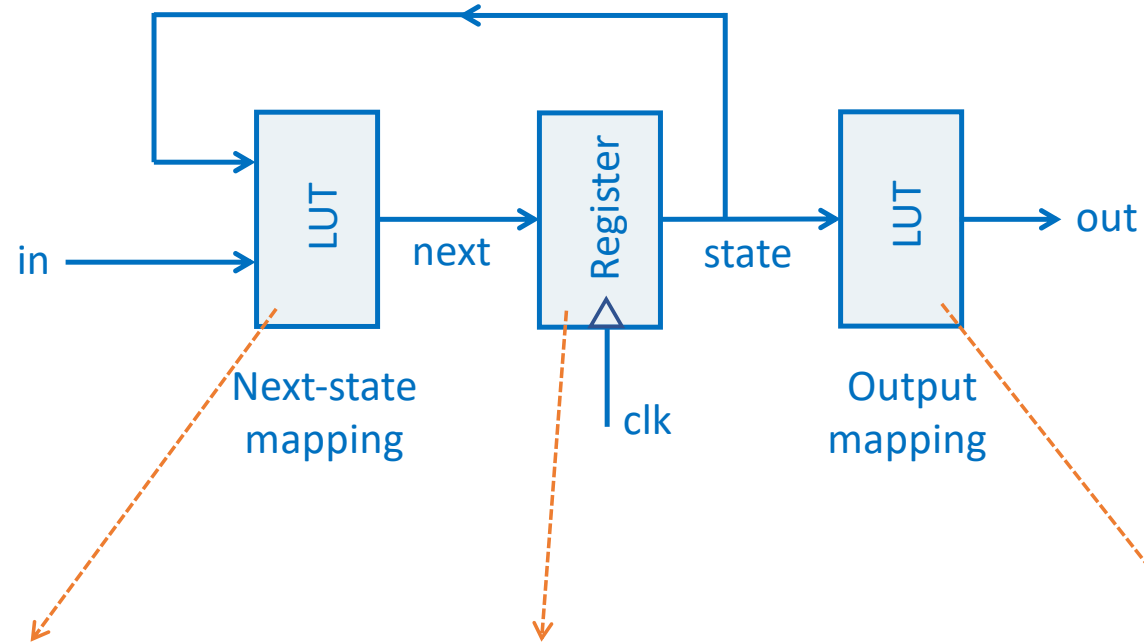 LUT
Register
LUT
in
next
state
out
clk
Next-state
mapping
Output
mapping